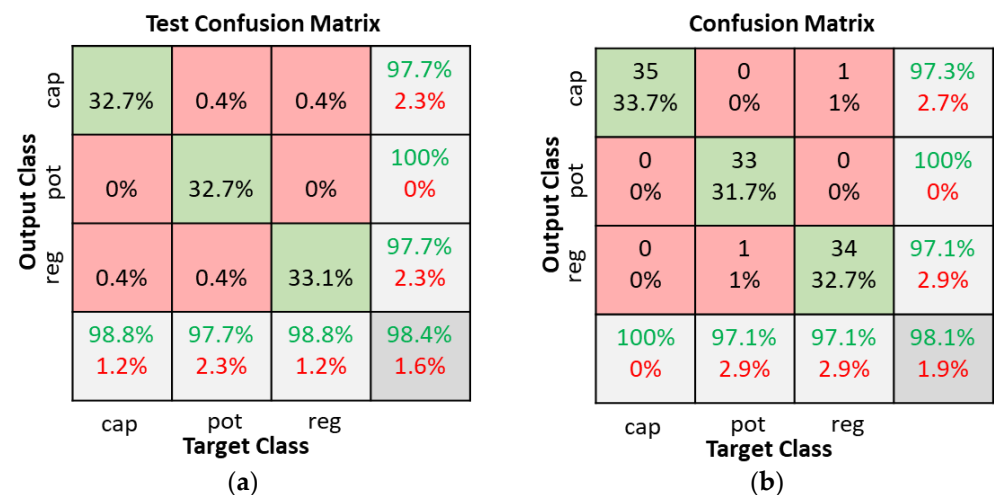 Test Confusion Matrix
Output Class
cap
32.7% 0.4% 0.4% 97.7%
2.3%
pot
0% 32.7% 0% 100%
0%
reg
0.4% 0.4% 33.1% 97.7%
2.3%
98.8% 97.7% 98.8% 98.4%
1.2% 2.3% 1.2% 1.6%
cap pot reg
Target Class
(a)
Confusion Matrix
Output Class
cap
35 0 1 97.3%
33.7% 0% 1% 2.7%
pot
0 33 0 100%
0% 31.7% 0% 0%
reg
0 1 34 97.1%
0% 1% 32.7% 2.9%
100% 97.1% 97.1% 98.1%
0% 2.9% 2.9% 1.9%
cap pot reg
Target Class
(b)